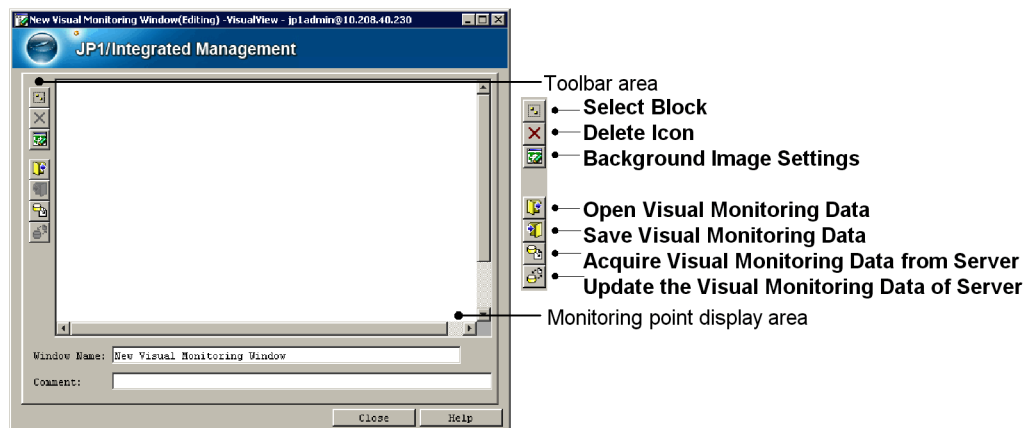 New Visual Monitoring Window(Editing) -VisualView - jp1admin@10.208.40.230
JP1/Integrated Management
Toolbar area
Select Block
Delete Icon
Background Image Settings
Open Visual Monitoring Data
Save Visual Monitoring Data
Acquire Visual Monitoring Data from Server
Update the Visual Monitoring Data of Server
Monitoring point display area
Window Name: New Visual Monitoring Window
Comment:
Close Help